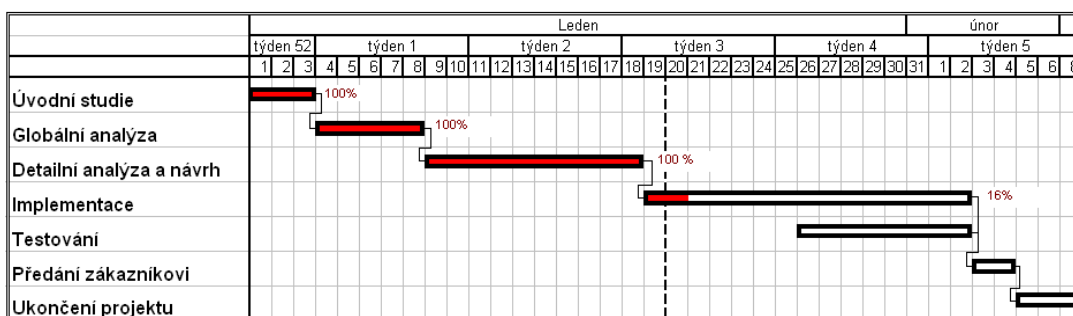 Leden únor
týden 52 týden 1 týden 2 týden 3 týden 4 týden 5
1 2 3 4 5 6 7 8 9 10 11 12 13 14 15 16 17 18 19 20 21 22 23 24 25 26 27 28 29 30 31 1 2 3 4 5 6
Úvodní studie 100%
Globální analýza 100%
Detailní analýza a návrh 100 %
Implementace 16%
Testování
Předání zákazníkovi
Ukončení projektu